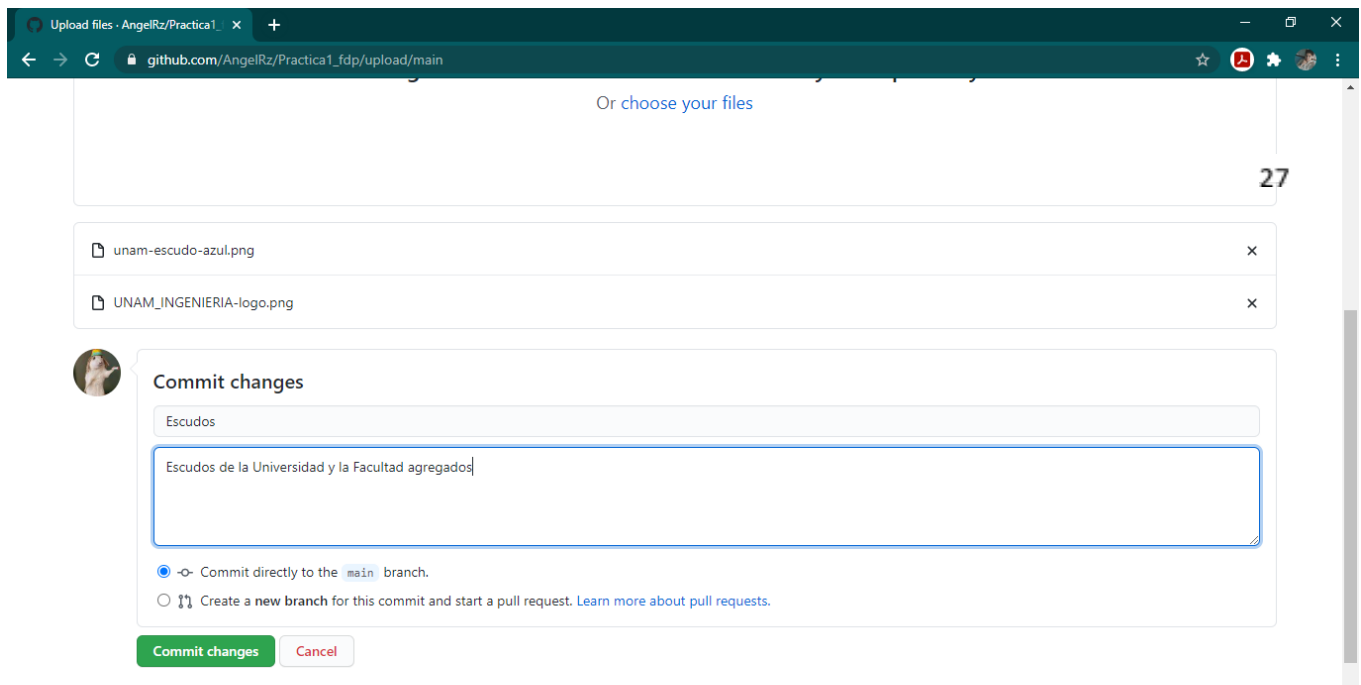 Upload files · AngelRz/Practica1_
github.com/AngelRz/Practica1_fdp/upload/main
Or choose your files
27
unam-escudo-azul.png
UNAM_INGENIERIA-logo.png
Commit changes
Escudos
Escudos de la Universidad y la Facultad agregados
Commit directly to the main branch.
Create a new branch for this commit and start a pull request. Learn more about pull requests.
Commit changes Cancel